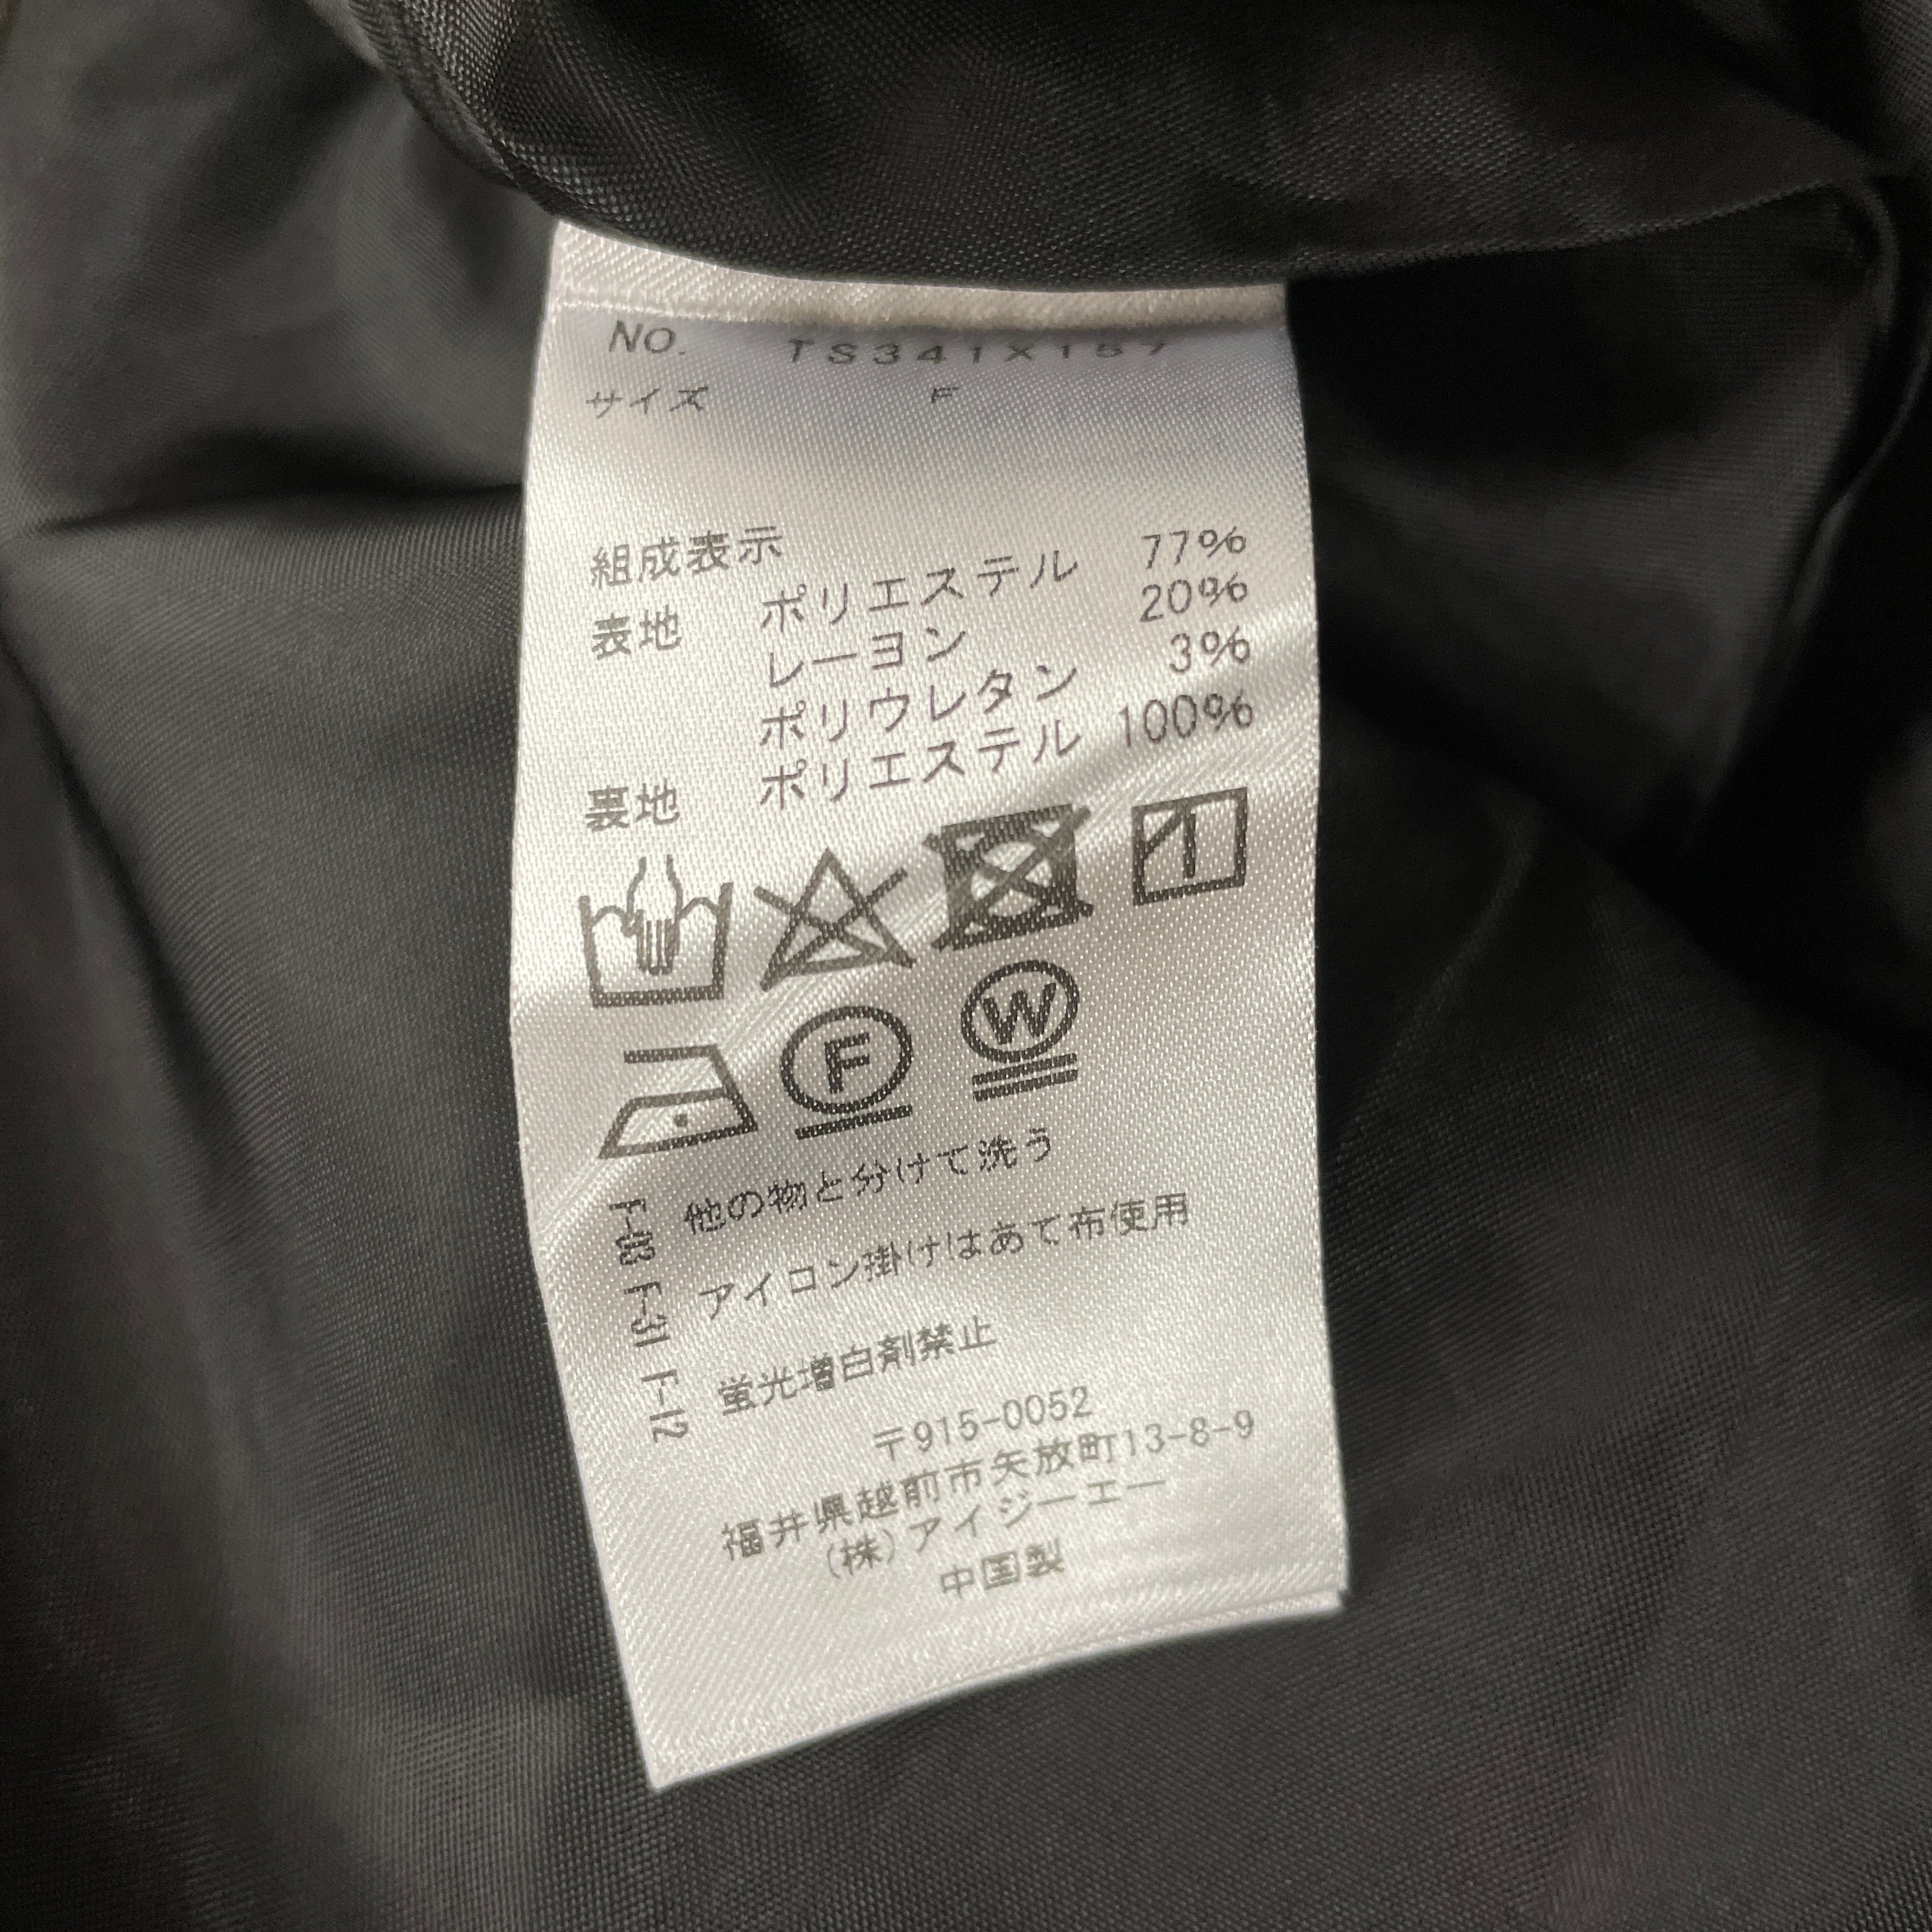 NO. TS341X157
サイズ F
組成表示
表地 ポリエステル 77%
レーヨン 20%
ポリウレタン 3%
裏地 ポリエステル 100%
F
W
F-03 他の物と分けて洗う
F-31 アイロン掛けはあて布使用
F-12 蛍光増白剤禁止
〒915-0052
福井県越前市矢放町13-8-9
(株)アイジーエー
中国製